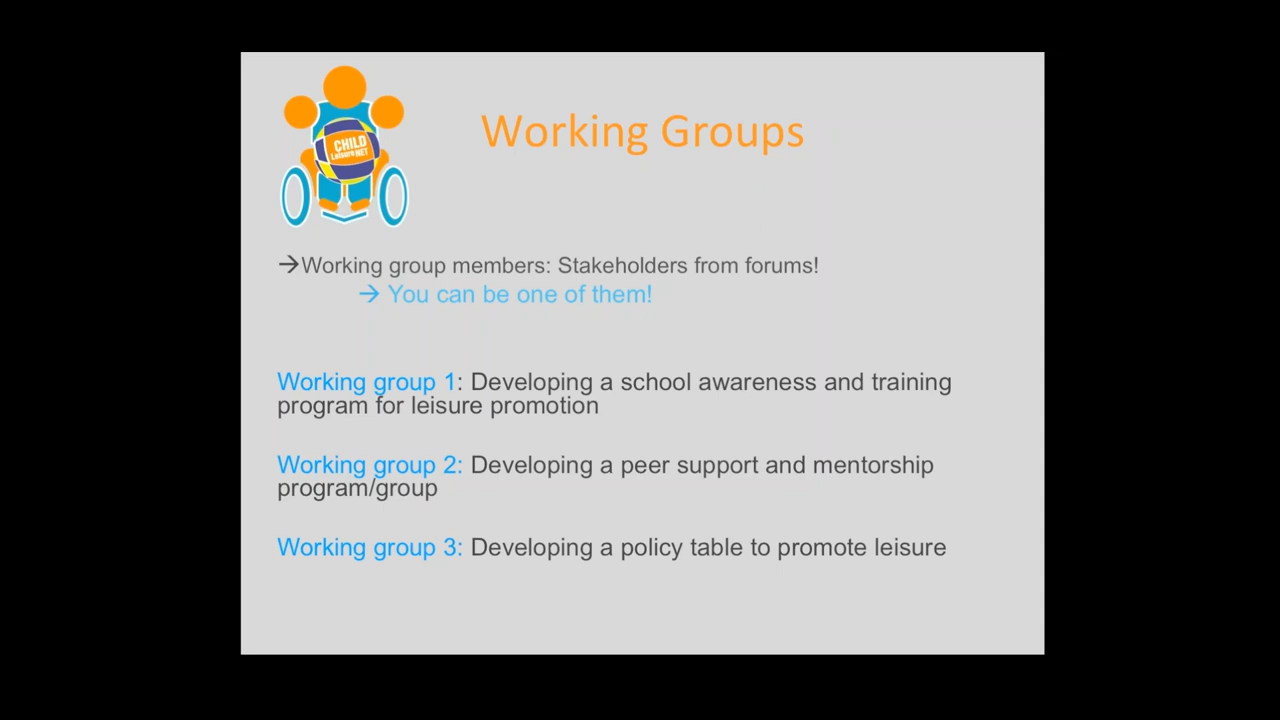 CHILD
LeisureNET
Working Groups
→Working group members: Stakeholders from forums!
→ You can be one of them!
Working group 1: Developing a school awareness and training
program for leisure promotion
Working group 2: Developing a peer support and mentorship
program/group
Working group 3: Developing a policy table to promote leisure